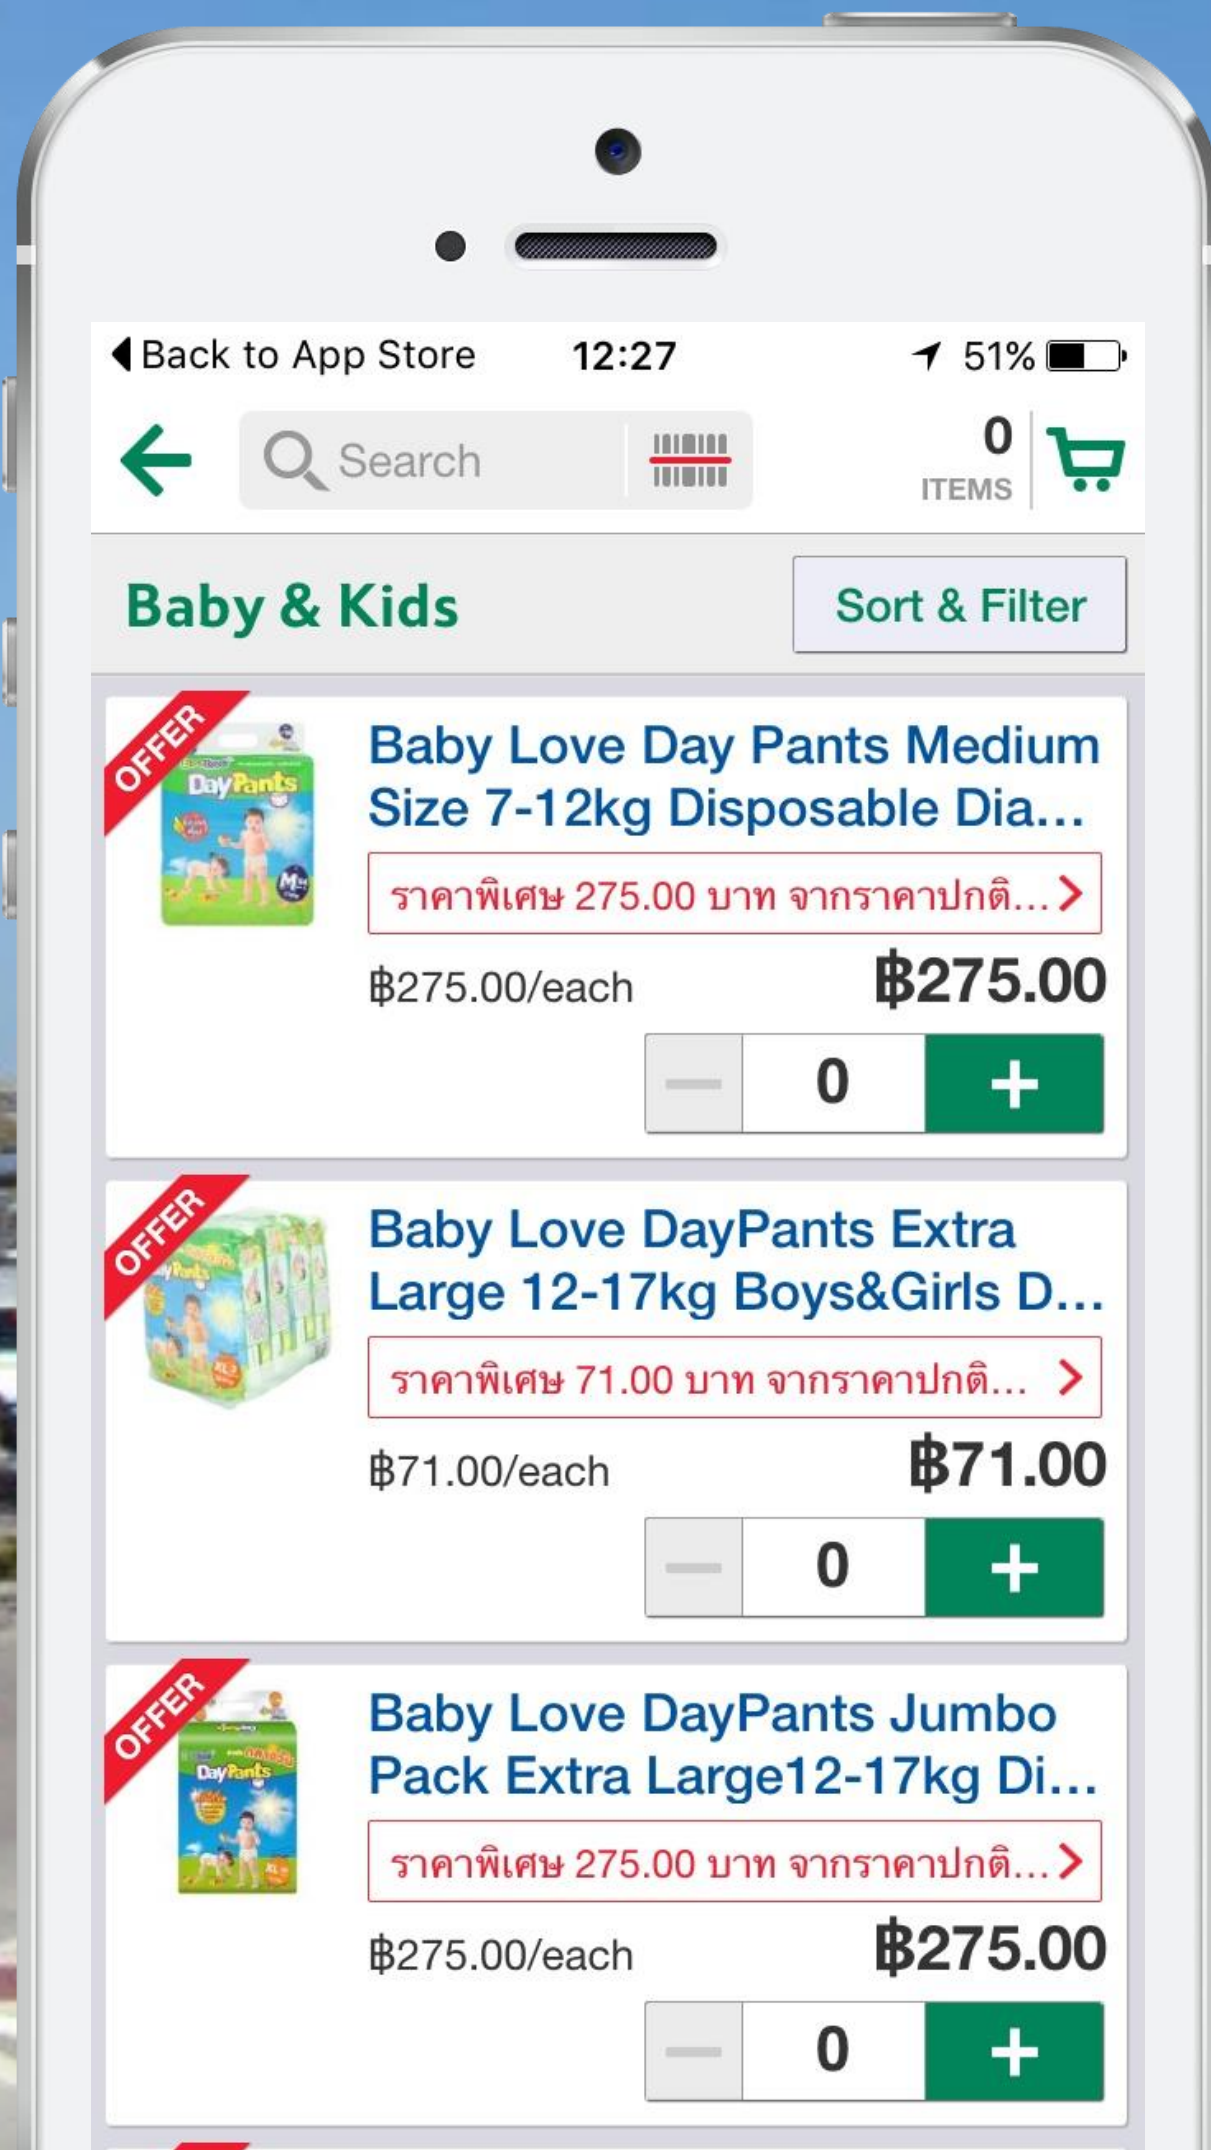 Back to App Store 12:27 51%
Search
0
ITEMS
Baby & Kids Sort & Filter
OFFER
Baby Love Day Pants Medium
Size 7-12kg Disposable Dia...
DayPants
M
ราคาพิเศษ 275.00 บาท จากราคาปกติ...
฿275.00/each ฿275.00
0
OFFER
Baby Love DayPants Extra
Large 12-17kg Boys&Girls D...
XL
ราคาพิเศษ 71.00 บาท จากราคาปกติ...
฿71.00/each ฿71.00
0
OFFER
Baby Love DayPants Jumbo
Pack Extra Large12-17kg Di...
DayPants
XL
ราคาพิเศษ 275.00 บาท จากราคาปกติ...
฿275.00/each ฿275.00
0